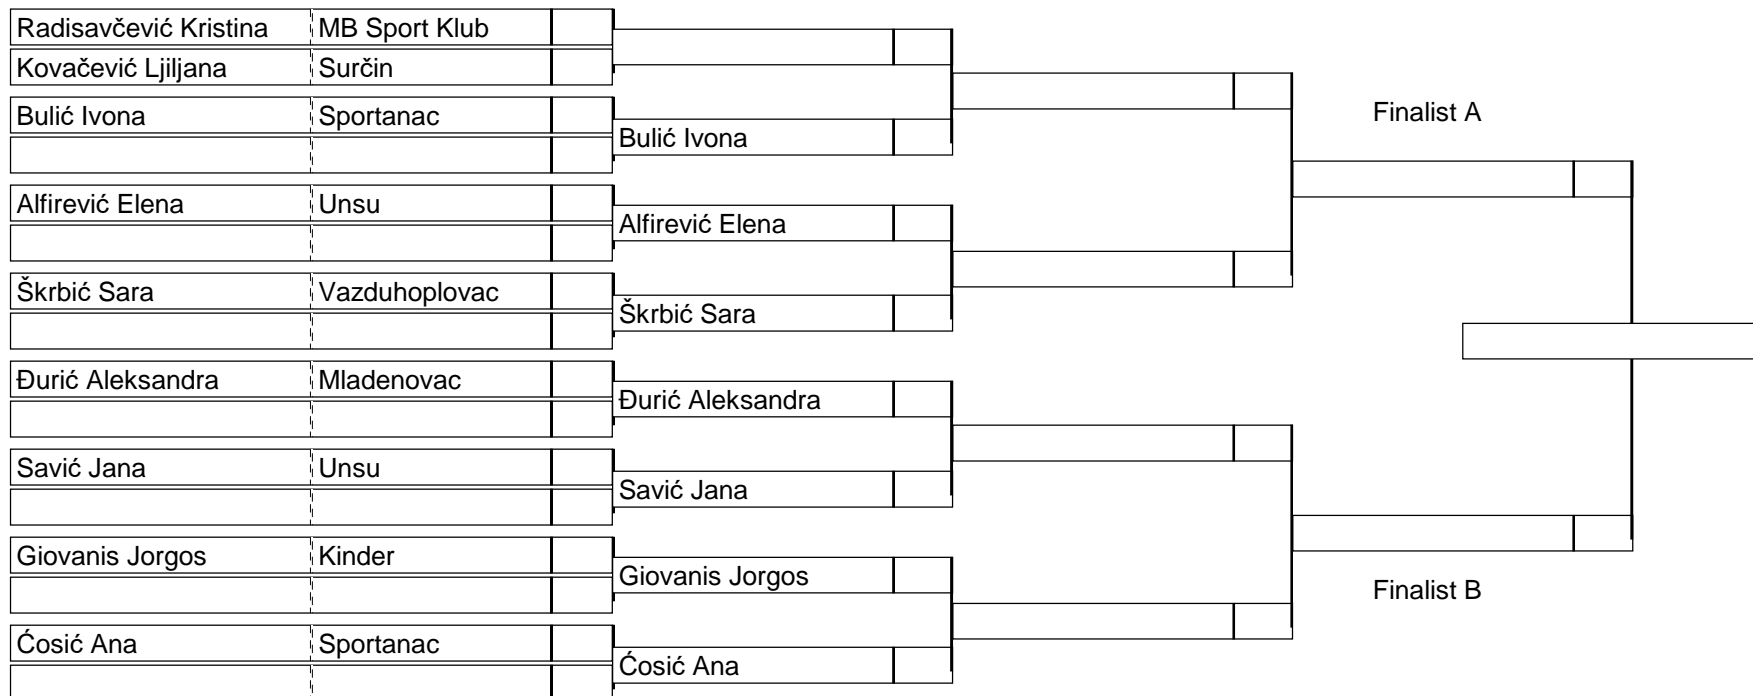 Radisavčević Kristina MB Sport Klub
Kovačević Ljiljana Surčin
Bulić Ivona Sportanac
Bulić Ivona
Alfirević Elena Unsu
Alfirević Elena
Škrbić Sara Vazduhoplovac
Škrbić Sara
Đurić Aleksandra Mladenovac
Đurić Aleksandra
Savić Jana Unsu
Savić Jana
Giovanis Jorgos Kinder
Giovanis Jorgos
Ćosić Ana Sportanac
Ćosić Ana
Finalist A
Finalist B